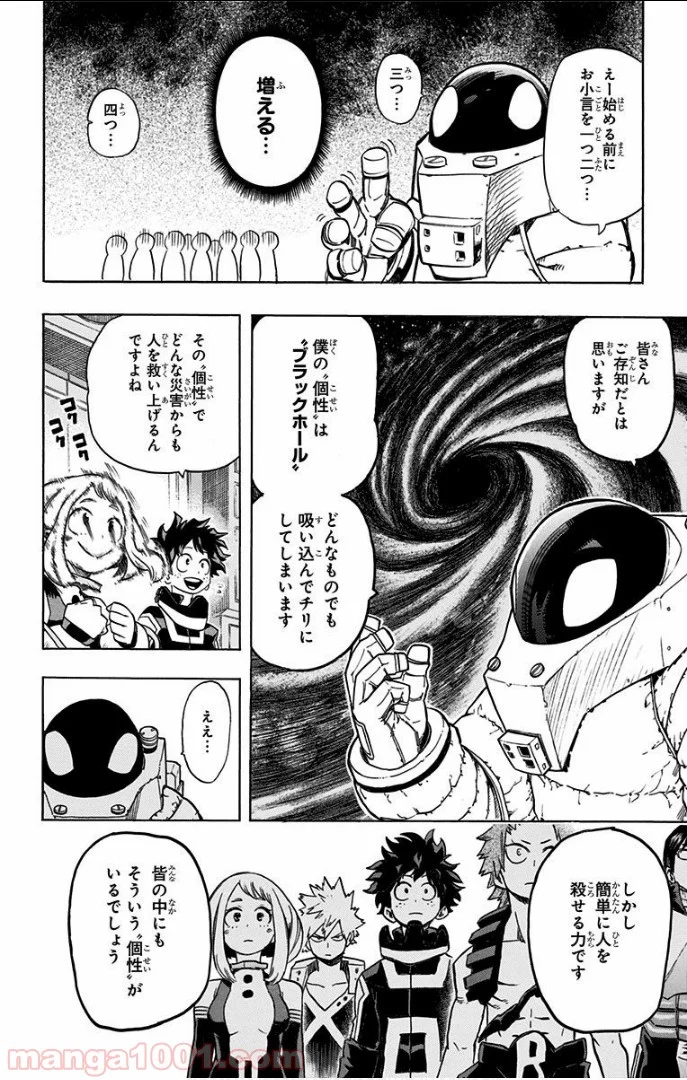 えー始める前に
お小言を一つ二つ…
三つ…
増える…
四つ…
皆さん
ご存知だとは
思いますが
僕の“個性”は
“ブラックホール”
どんなものでも
吸い込んでチリに
してしまいます
その“個性”で
どんな災害からも
人を救い上げるん
ですよね
コク
コク
ええ…
しかし
簡単に人を
殺せる力です
皆の中にも
そういう“個性”が
いるでしょう
manga1001.com